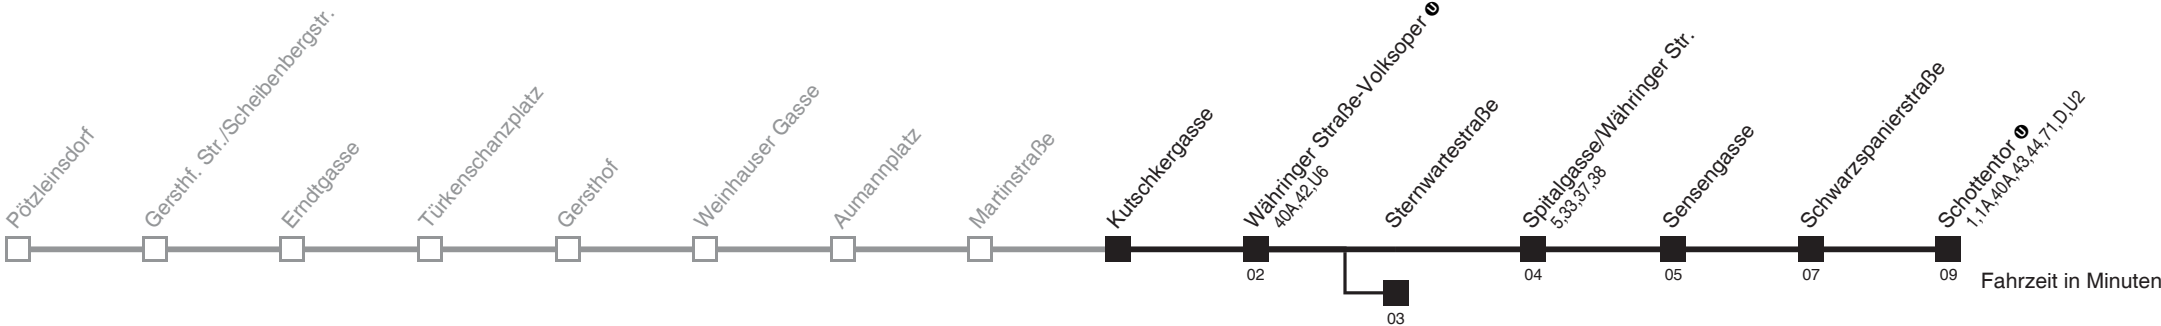 Pötzleinsdorf
Gersthf. Str./Scheibenbergstr.
Erndtgasse
Türkenschanzplatz
Gersthof
Weinhauser Gasse
Aumannplatz
Martinstraße
Kutschkergasse
Währinger Straße-Volksoper U
40A,42,U6
Sternwartestraße
Spitalgasse/Währinger Str.
5,33,37,38
Sensengasse
Schwarzspanierstraße
Schottentor U
1,1A,40A,43,44,71,D,U2
02
04
05
07
09
Fahrzeit in Minuten
03